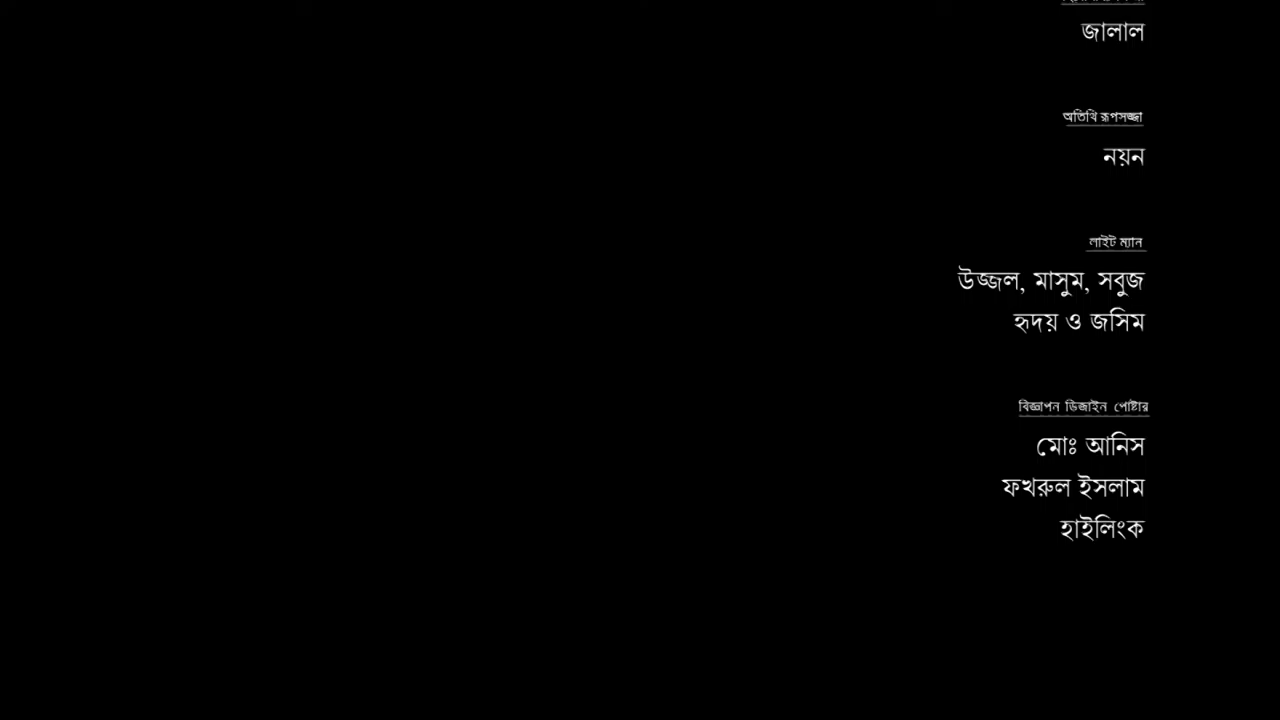 জালাল
অতিথি রূপসজ্জা
নয়ন
লাইট ম্যান
উজ্জল, মাসুম, সবুজ
হৃদয় ও জসিম
বিজ্ঞাপন ডিজাইন পোষ্টার
মোঃ আনিস
ফখরুল ইসলাম
হাইলিংক